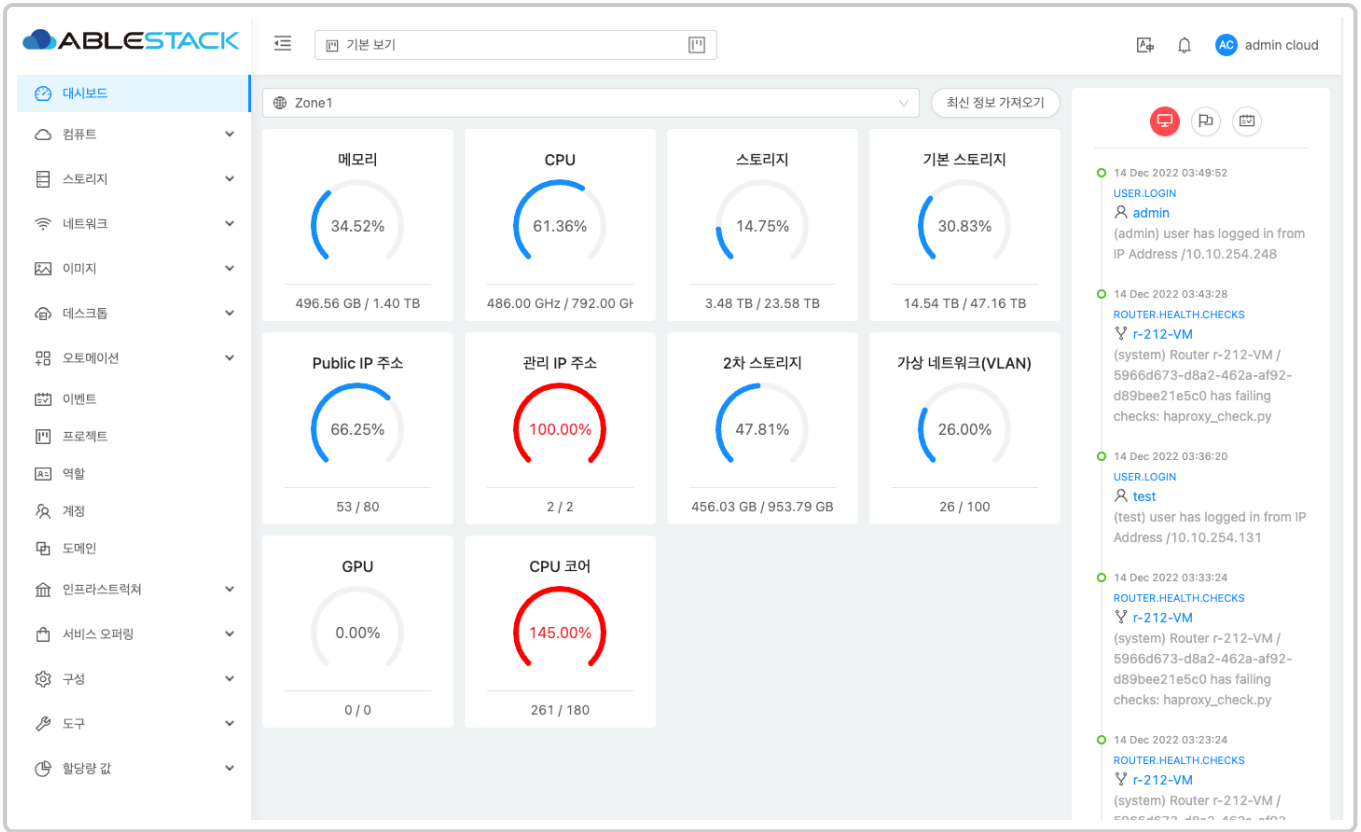 ABLESTACK
기본 보기
admin cloud
AC
대시보드
컴퓨트
스토리지
네트워크
이미지
데스크톱
오토메이션
이벤트
프로젝트
역할
계정
도메인
인프라스트럭쳐
서비스 오퍼링
구성
도구
할당량 값
Zone1
최신 정보 가져오기
메모리
34.52%
496.56 GB / 1.40 TB
CPU
61.36%
486.00 GHz / 792.00 GH
스토리지
14.75%
3.48 TB / 23.58 TB
기본 스토리지
30.83%
14.54 TB / 47.16 TB
Public IP 주소
66.25%
53 / 80
관리 IP 주소
100.00%
2 / 2
2차 스토리지
47.81%
456.03 GB / 953.79 GB
가상 네트워크(VLAN)
26.00%
26 / 100
GPU
0.00%
0 / 0
CPU 코어
145.00%
261 / 180
14 Dec 2022 03:49:52
USER.LOGIN
admin
(admin) user has logged in from
IP Address /10.10.254.248
14 Dec 2022 03:43:28
ROUTER.HEALTH.CHECKS
r-212-VM
(system) Router r-212-VM /
5966d673-d8a2-462a-af92-
d89bee21e5c0 has failing
checks: haproxy_check.py
14 Dec 2022 03:36:20
USER.LOGIN
test
(test) user has logged in from IP
Address /10.10.254.131
14 Dec 2022 03:33:24
ROUTER.HEALTH.CHECKS
r-212-VM
(system) Router r-212-VM /
5966d673-d8a2-462a-af92-
d89bee21e5c0 has failing
checks: haproxy_check.py
14 Dec 2022 03:23:24
ROUTER.HEALTH.CHECKS
r-212-VM
(system) Router r-212-VM /